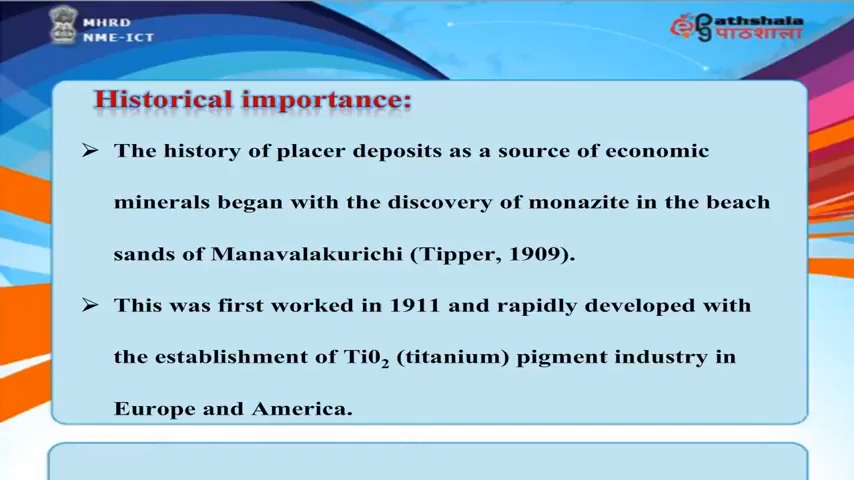 MHRD
NME-ICT
ePathshala
पाठशाला
Historical importance:
➢ The history of placer deposits as a source of economic
minerals began with the discovery of monazite in the beach
sands of Manavalakurichi (Tipper, 1909).
➢ This was first worked in 1911 and rapidly developed with
the establishment of Ti0₂ (titanium) pigment industry in
Europe and America.